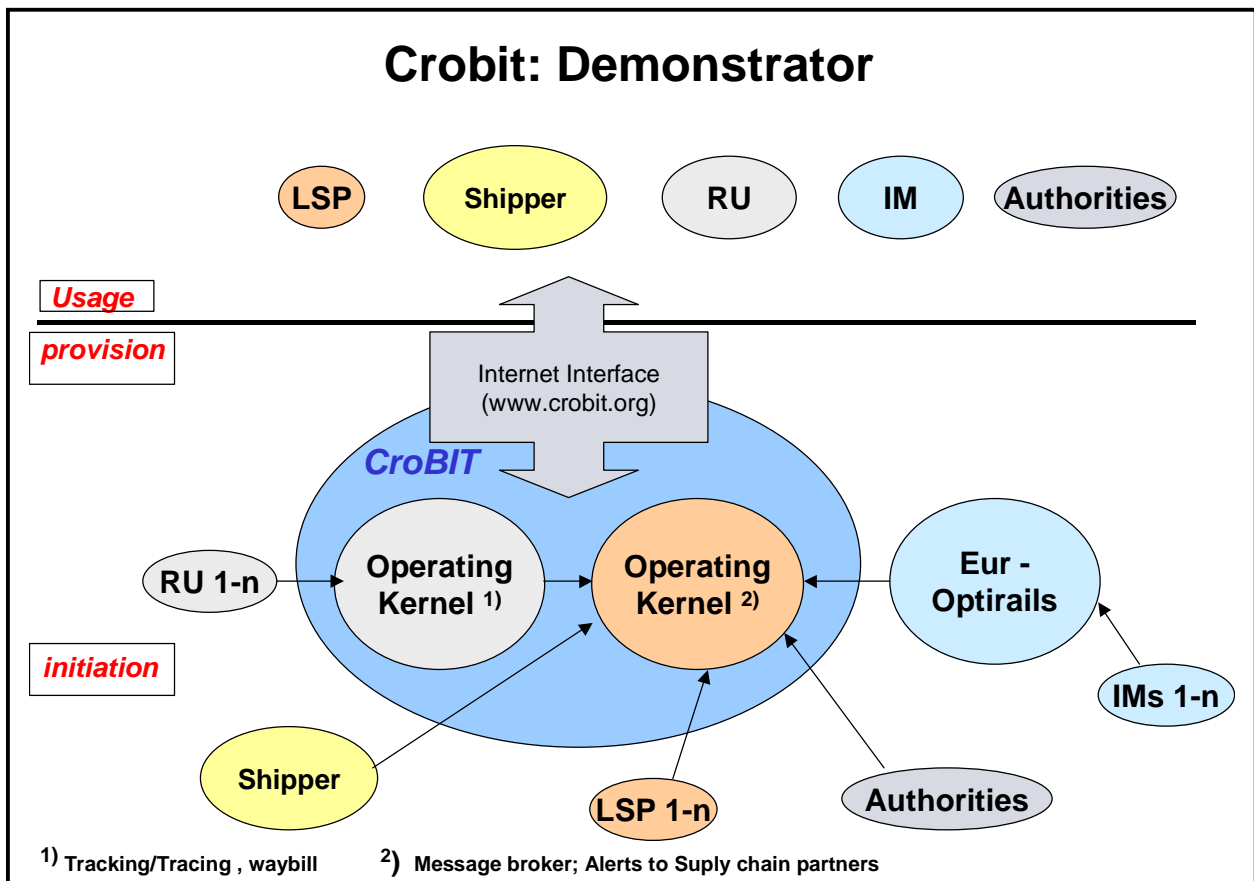 Crobit: Demonstrator
LSP
Shipper
RU
IM
Authorities
Usage
provision
Internet Interface
(www.crobit.org)
CroBIT
RU 1-n
Operating
Kernel 1)
Operating
Kernel 2)
Eur -
Optirails
initiation
IMs 1-n
Shipper
LSP 1-n
Authorities
1) Tracking/Tracing , waybill
2) Message broker; Alerts to Suply chain partners